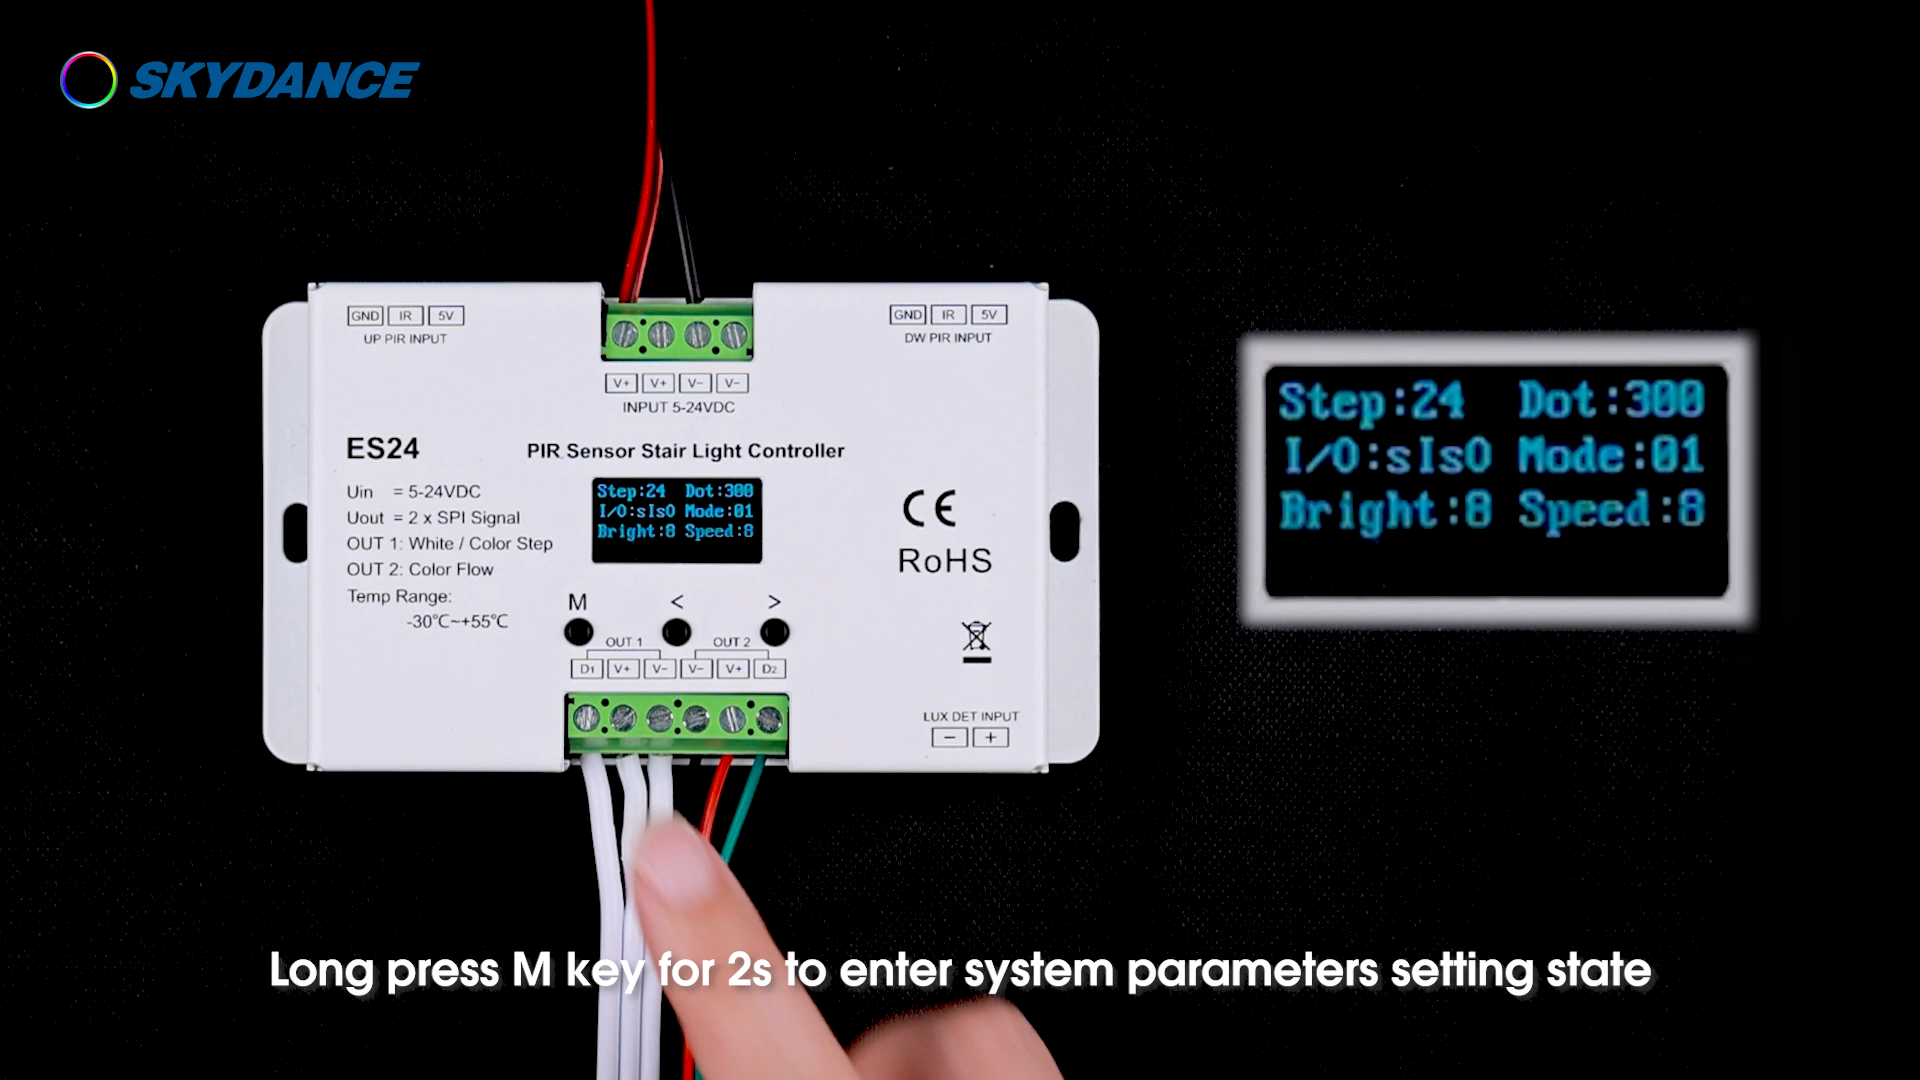 SKYDANCE
GND IR 5V
UP PIR INPUT
GND IR 5V
DW PIR INPUT
V+ V+ V- V-
INPUT 5-24VDC
ES24
PIR Sensor Stair Light Controller
Uin = 5-24VDC
Uout = 2 x SPI Signal
OUT 1: White / Color Step
OUT 2: Color Flow
Temp Range:
-30℃~+55℃
Step:24 Dot:300
I/O:sIsO Mode:01
Bright:8 Speed:8
CE
RoHS
M < >
OUT 1 OUT 2
D1 V+ V- V- V+ D2
LUX DET INPUT
- +
Step:24 Dot:300
I/O:sIsO Mode:01
Bright:8 Speed:8
Long press M key for 2s to enter system parameters setting state